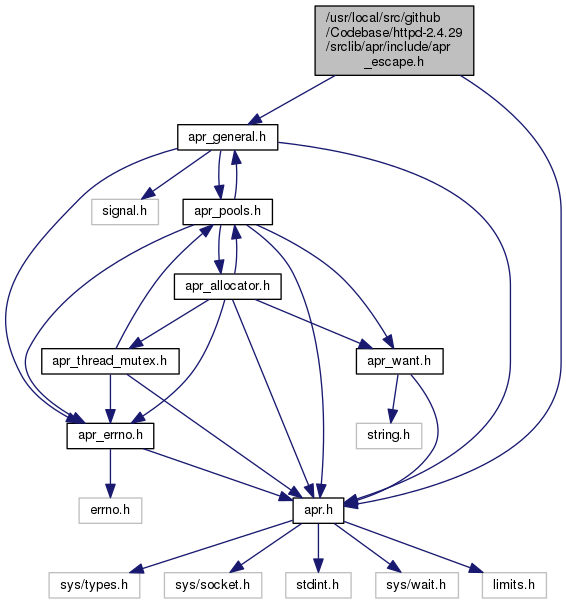 /usr/local/src/github
/Codebase/httpd-2.4.29
/srclib/apr/include/apr
_escape.h
apr_general.h
signal.h
apr_pools.h
apr_allocator.h
apr_thread_mutex.h
apr_want.h
apr_errno.h
string.h
errno.h
apr.h
sys/types.h
sys/socket.h
stdint.h
sys/wait.h
limits.h